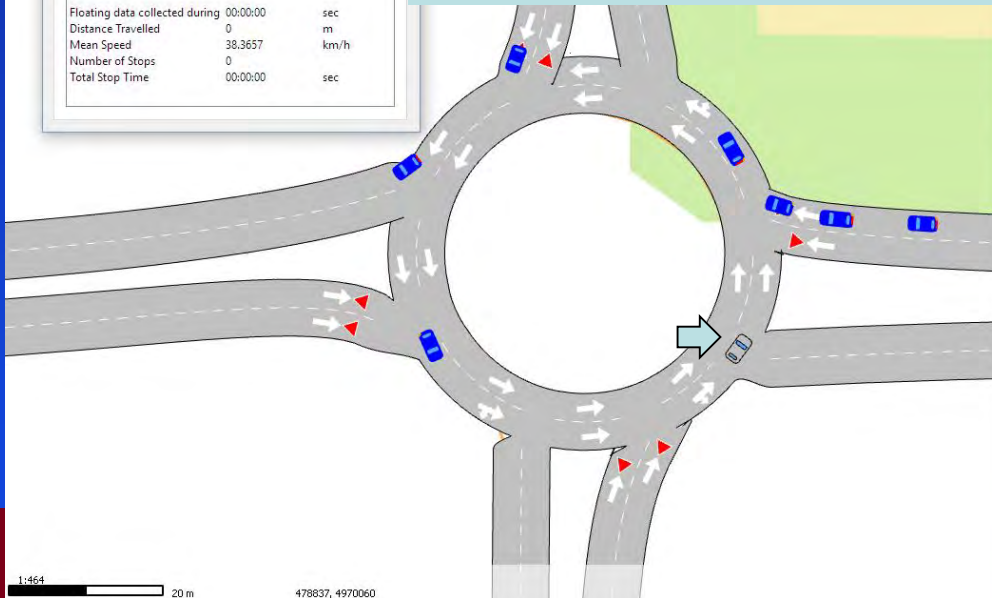 Floating data collected during 00:00:00 sec
Distance Travelled 0 m
Mean Speed 38.3657 km/h
Number of Stops 0
Total Stop Time 00:00:00 sec
1:464
20 m
478837, 4970060